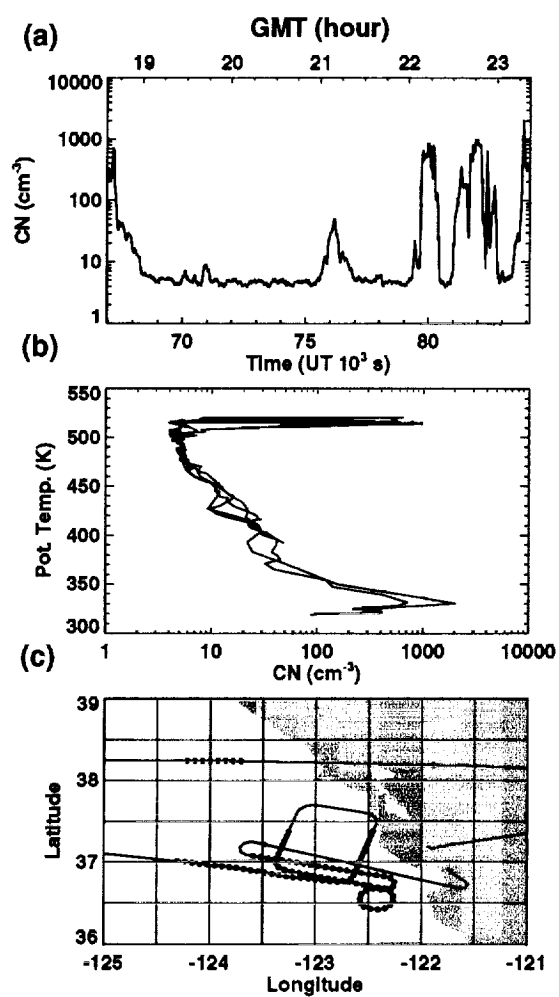 (a)
GMT (hour)
19 20 21 22 23
10000
1000
100
10
1
CN (cm-3)
70 75 80
Time (UT 10³ s)
(b)
550
500
450
400
350
300
Pot. Temp. (K)
1 10 100 1000 10000
CN (cm-3)
(c)
39
38
37
36
Latitude
-125 -124 -123 -122 -121
Longitude